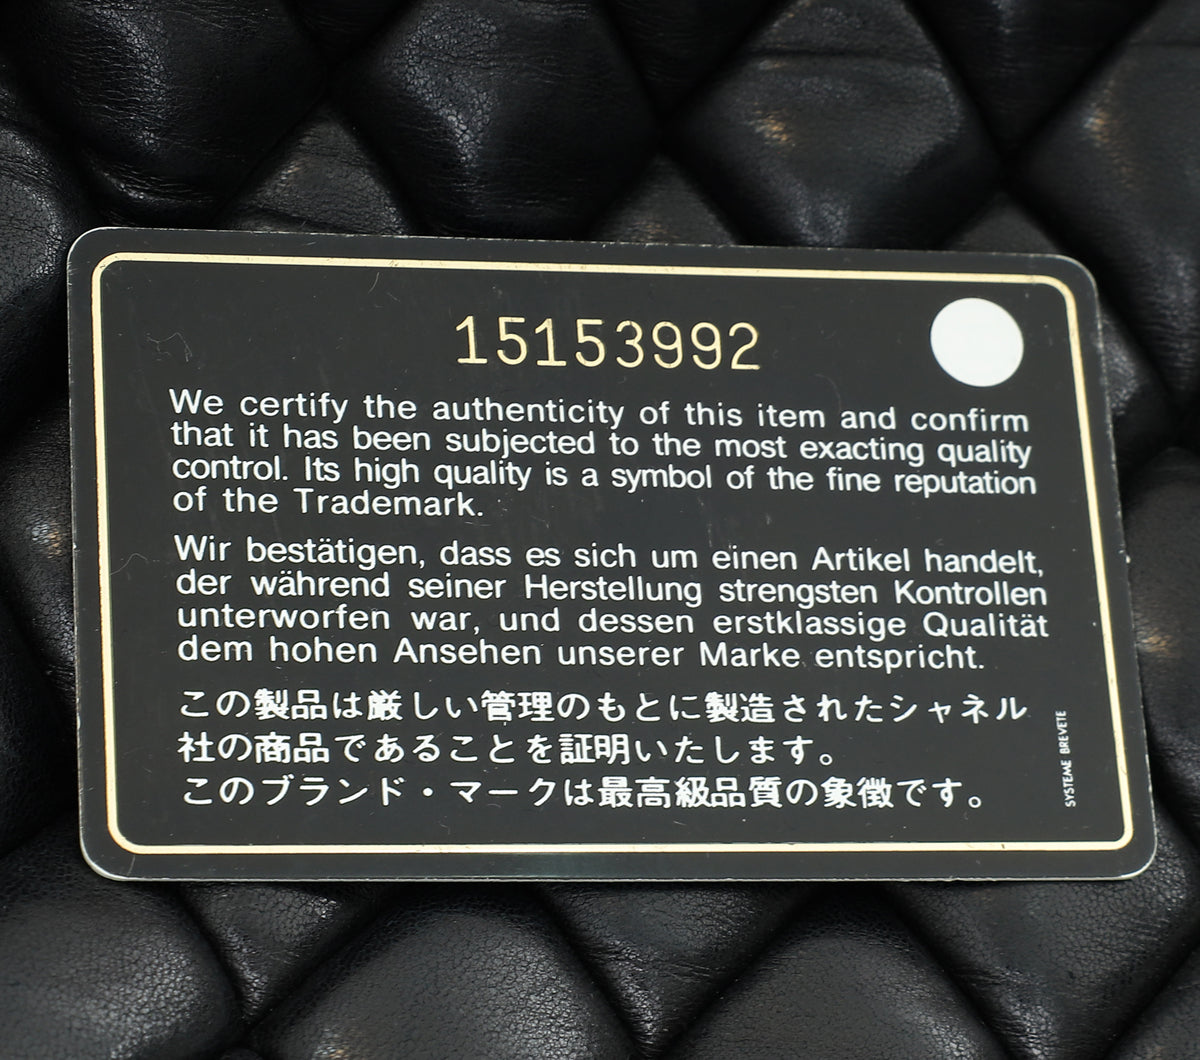 15153992
We certify the authenticity of this item and confirm
that it has been subjected to the most exacting quality
control. Its high quality is a symbol of the fine reputation
of the Trademark.
Wir bestätigen, dass es sich um einen Artikel handelt,
der während seiner Herstellung strengsten Kontrollen
unterworfen war, und dessen erstklassige Qualität
dem hohen Ansehen unserer Marke entspricht.
この製品は厳しい管理のもとに製造されたシャネル
社の商品であることを証明いたします。
このブランド・マークは最高級品質の象徴です。
SYSTEME BREVETE